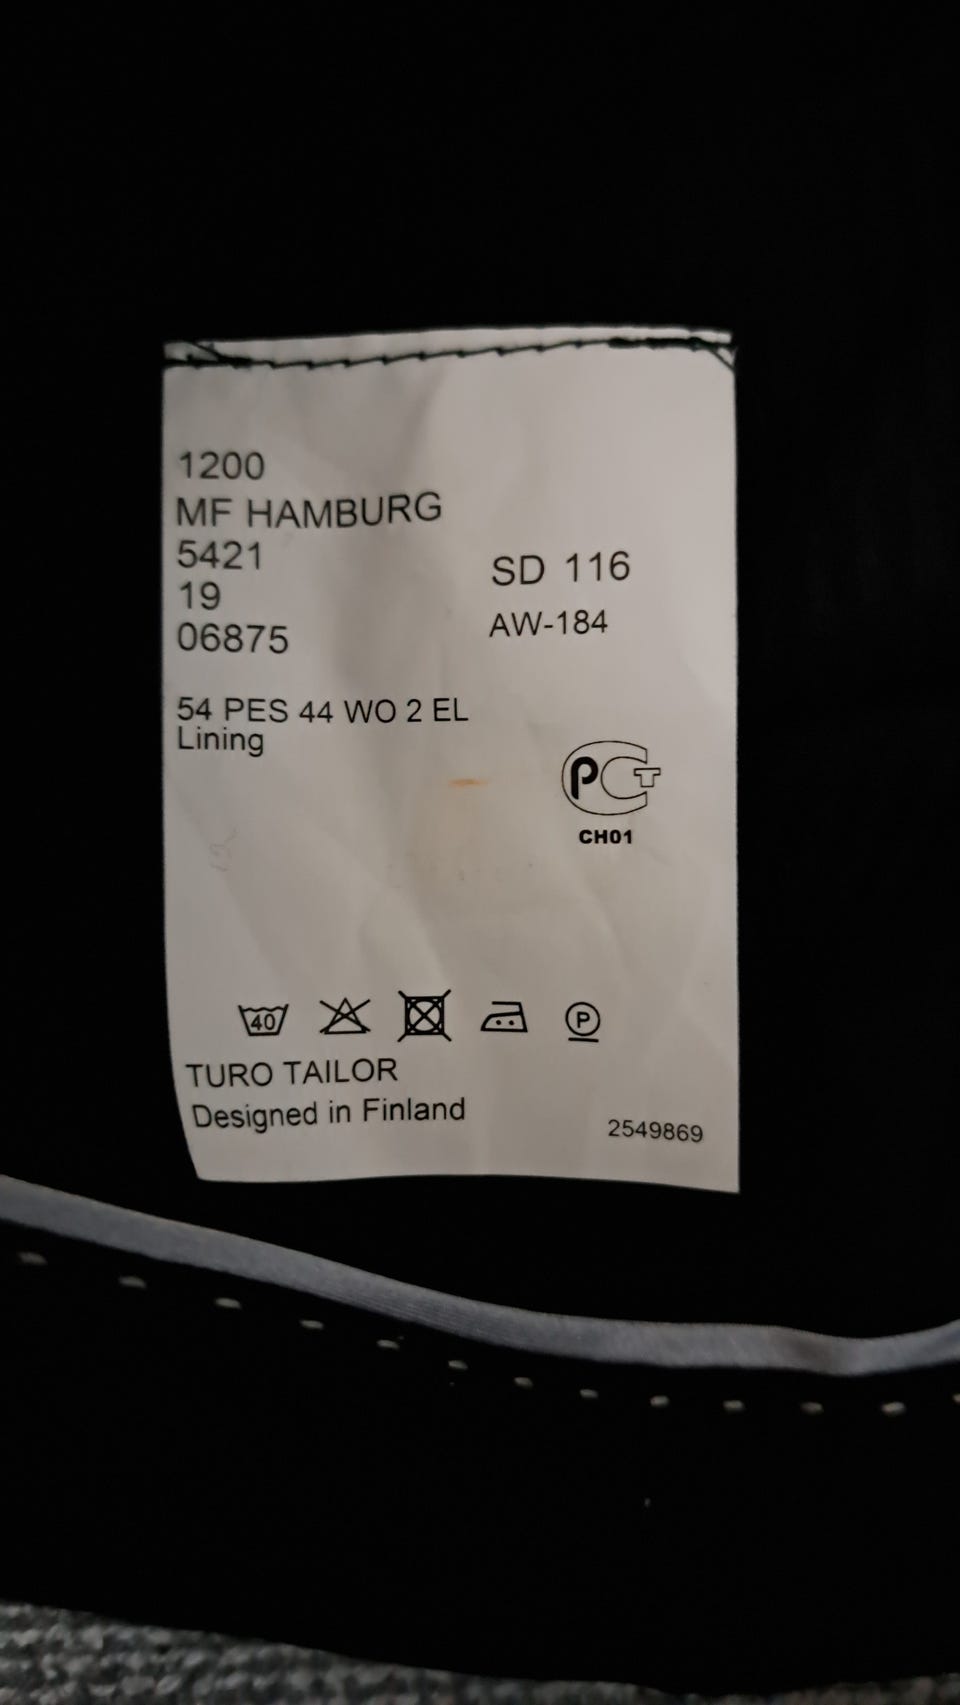 1200
MF HAMBURG
5421
19
06875
SD 116
AW-184
54 PES 44 WO 2 EL
Lining
РСТ
CH01
40
P
TURO TAILOR
Designed in Finland
2549869